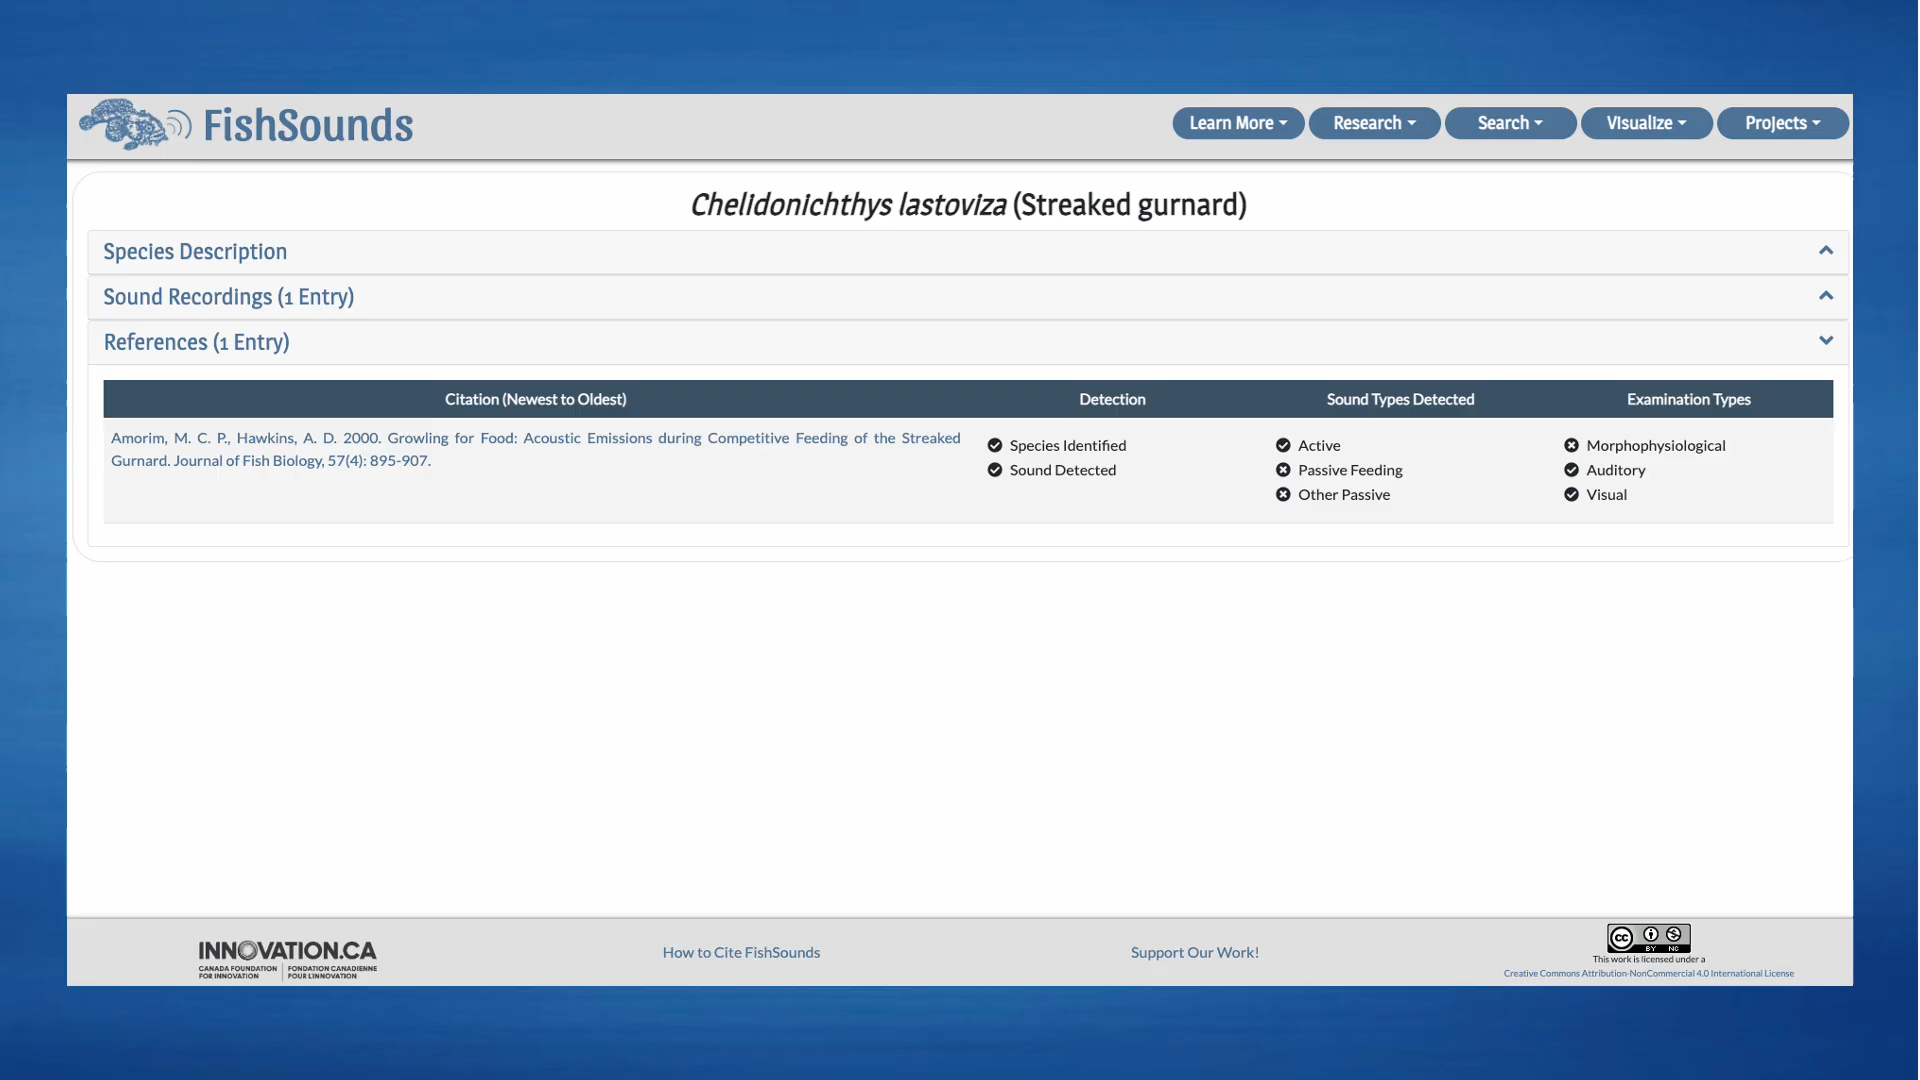 FishSounds
Learn More
Research
Search
Visualize
Projects
Chelidonichthys lastoviza (Streaked gurnard)
Species Description
Sound Recordings (1 Entry)
References (1 Entry)
Citation (Newest to Oldest)
Detection
Sound Types Detected
Examination Types
Amorim, M. C. P., Hawkins, A. D. 2000. Growling for Food: Acoustic Emissions during Competitive Feeding of the Streaked
Gurnard. Journal of Fish Biology, 57(4): 895-907.
Species Identified
Sound Detected
Active
Passive Feeding
Other Passive
Morphophysiological
Auditory
Visual
INNOVATION.CA
CANADA FOUNDATION
FOR INNOVATION
FONDATION CANADIENNE
POUR L'INNOVATION
How to Cite FishSounds
Support Our Work!
CC
BY NC
This work is licensed under a
Creative Commons Attribution-NonCommercial 4.0 International License